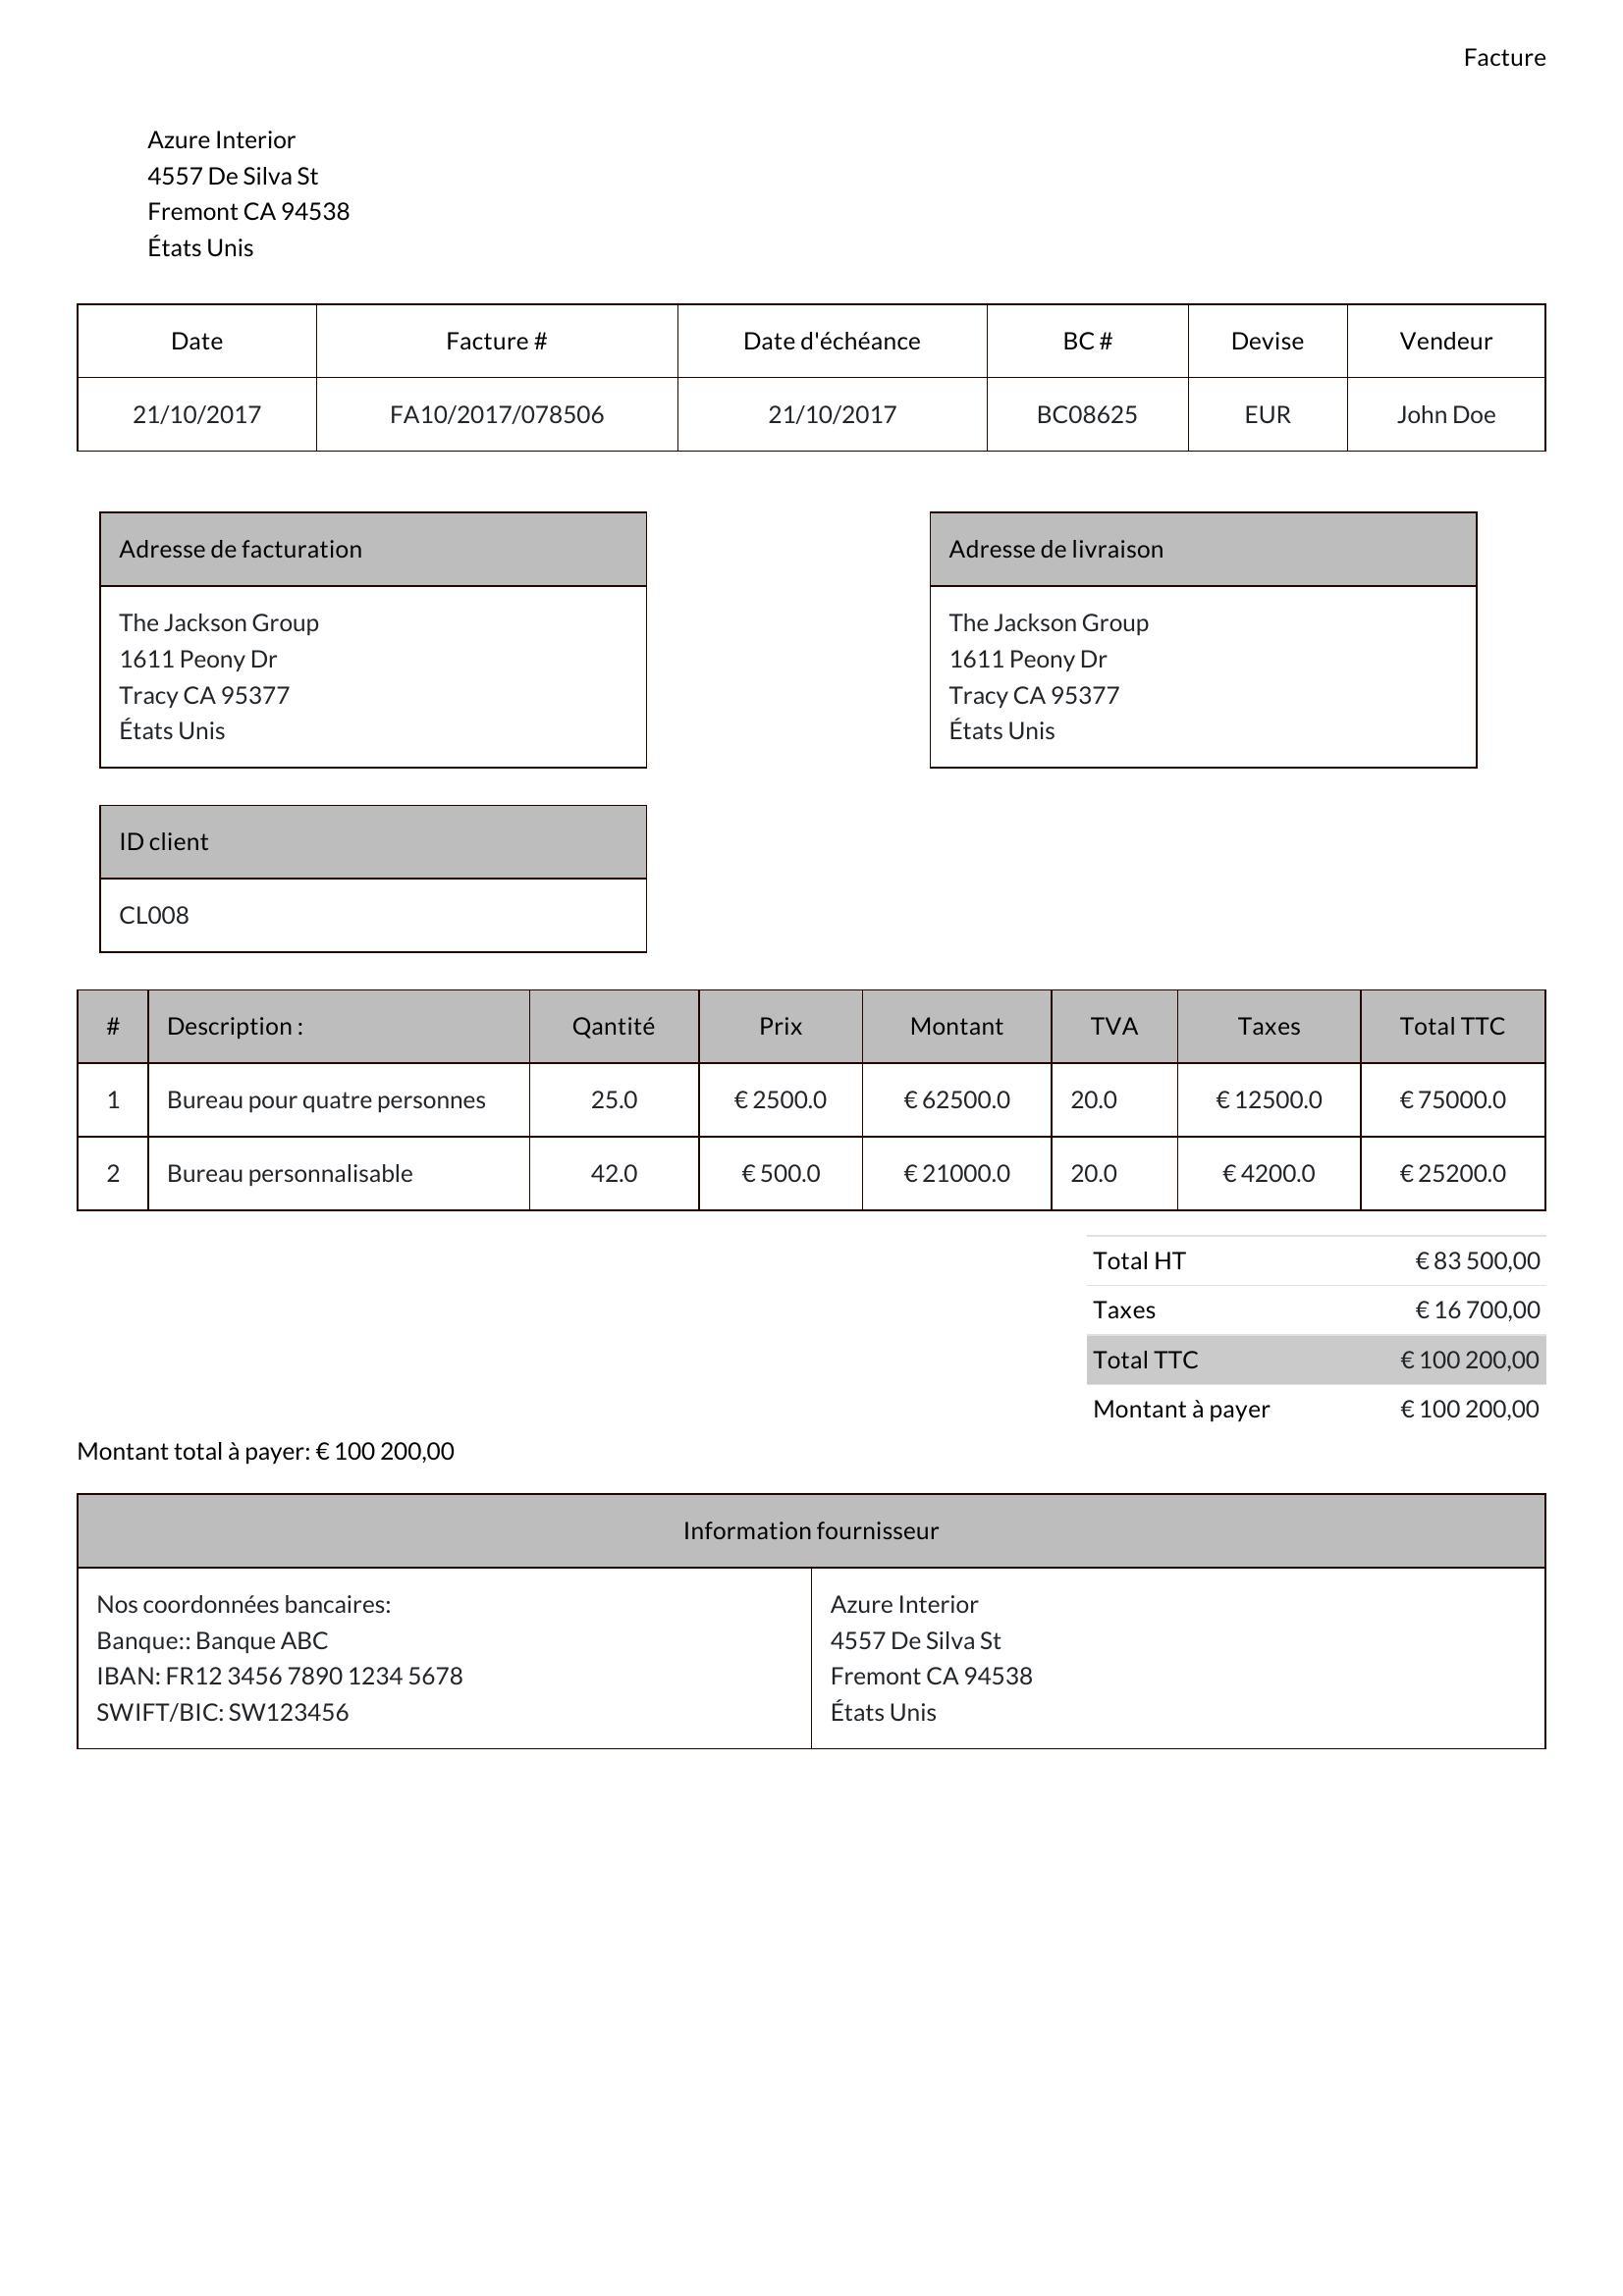 Facture
Azure Interior
4557 De Silva St
Fremont CA 94538
États Unis
Date Facture # Date d'échéance BC # Devise Vendeur
21/10/2017 FA10/2017/078506 21/10/2017 BC08625 EUR John Doe
Adresse de facturation
The Jackson Group
1611 Peony Dr
Tracy CA 95377
États Unis
Adresse de livraison
The Jackson Group
1611 Peony Dr
Tracy CA 95377
États Unis
ID client
CL008
# Description : Qantité Prix Montant TVA Taxes Total TTC
1 Bureau pour quatre personnes 25.0 € 2500.0 € 62500.0 20.0 € 12500.0 € 75000.0
2 Bureau personnalisable 42.0 € 500.0 € 21000.0 20.0 € 4200.0 € 25200.0
Total HT € 83 500,00
Taxes € 16 700,00
Total TTC € 100 200,00
Montant à payer € 100 200,00
Montant total à payer: € 100 200,00
Information fournisseur
Nos coordonnées bancaires:
Banque:: Banque ABC
IBAN: FR12 3456 7890 1234 5678
SWIFT/BIC: SW123456
Azure Interior
4557 De Silva St
Fremont CA 94538
États Unis